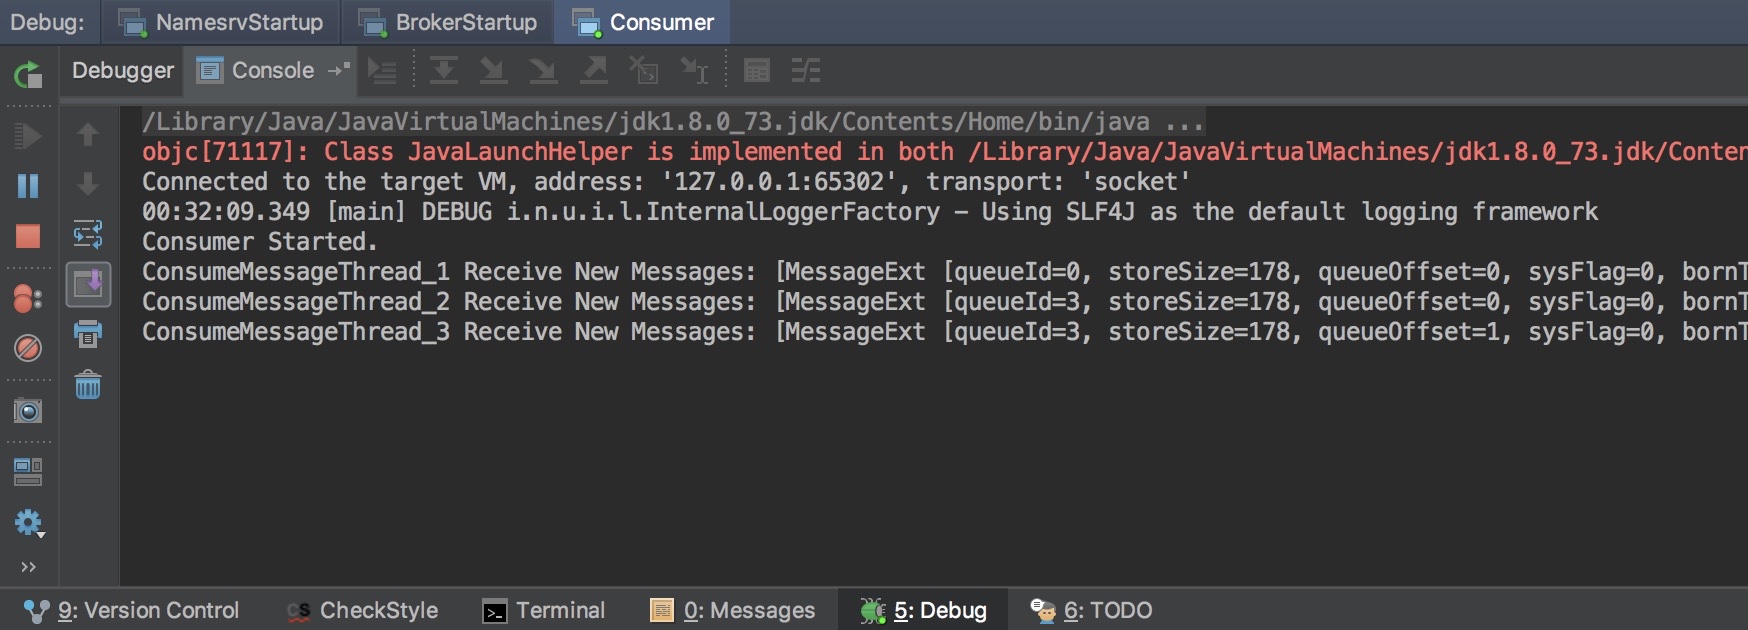 Debug: NamesrvStartup BrokerStartup Consumer
Debugger Console
/Library/Java/JavaVirtualMachines/jdk1.8.0_73.jdk/Contents/Home/bin/java ...
objc[71117]: Class JavaLaunchHelper is implemented in both /Library/Java/JavaVirtualMachines/jdk1.8.0_73.jdk/Conten
Connected to the target VM, address: '127.0.0.1:65302', transport: 'socket'
00:32:09.349 [main] DEBUG i.n.u.i.l.InternalLoggerFactory - Using SLF4J as the default logging framework
Consumer Started.
ConsumeMessageThread_1 Receive New Messages: [MessageExt [queueId=0, storeSize=178, queueOffset=0, sysFlag=0, bornT
ConsumeMessageThread_2 Receive New Messages: [MessageExt [queueId=3, storeSize=178, queueOffset=0, sysFlag=0, bornT
ConsumeMessageThread_3 Receive New Messages: [MessageExt [queueId=3, storeSize=178, queueOffset=1, sysFlag=0, bornT
9: Version Control CS CheckStyle Terminal 0: Messages 5: Debug 6: TODO